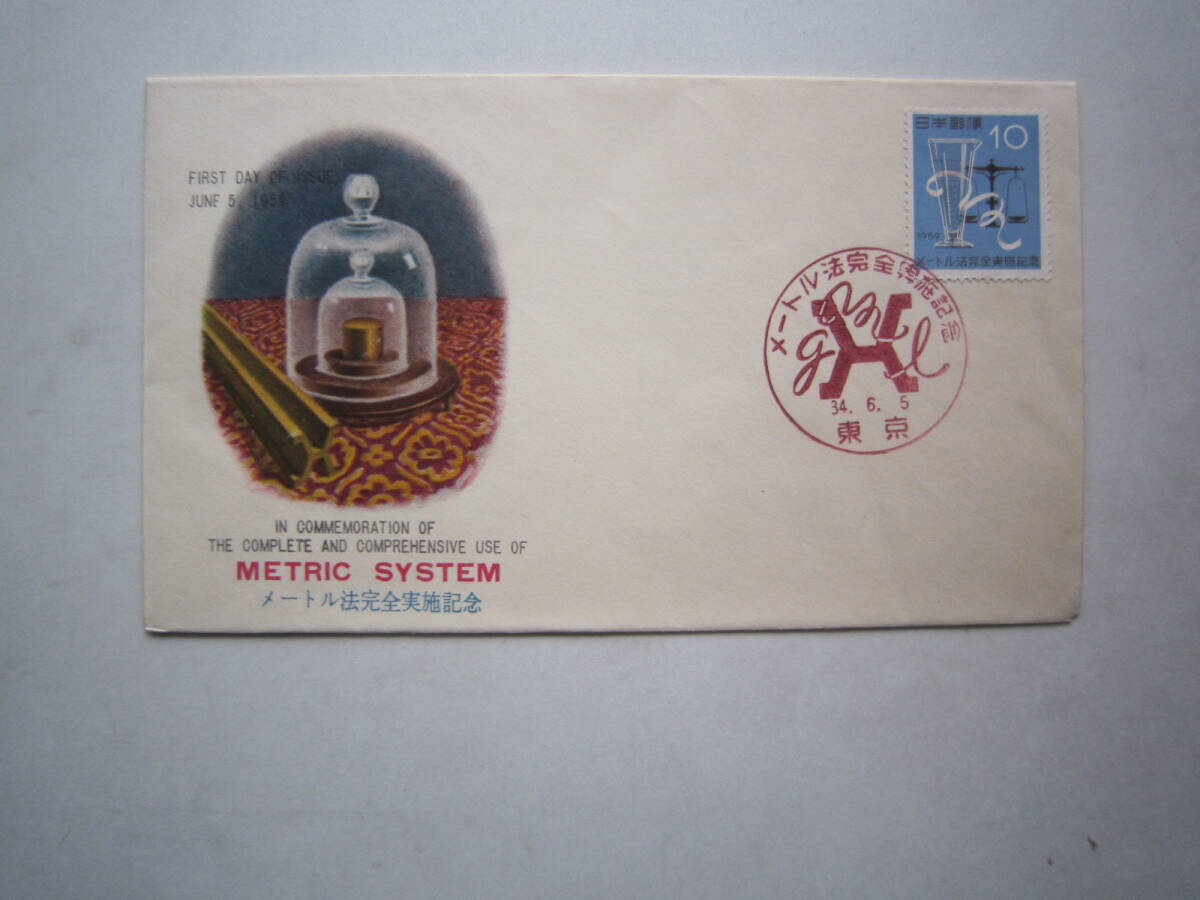 FIRST DAY OF ISSUE
JUNE 5, 1959
日本郵便
10
1959
メートル法完全実施記念
メートル法完全実施記念
g m l
34. 6. 5
東京
IN COMMEMORATION OF
THE COMPLETE AND COMPREHENSIVE USE OF
METRIC SYSTEM
メートル法完全実施記念